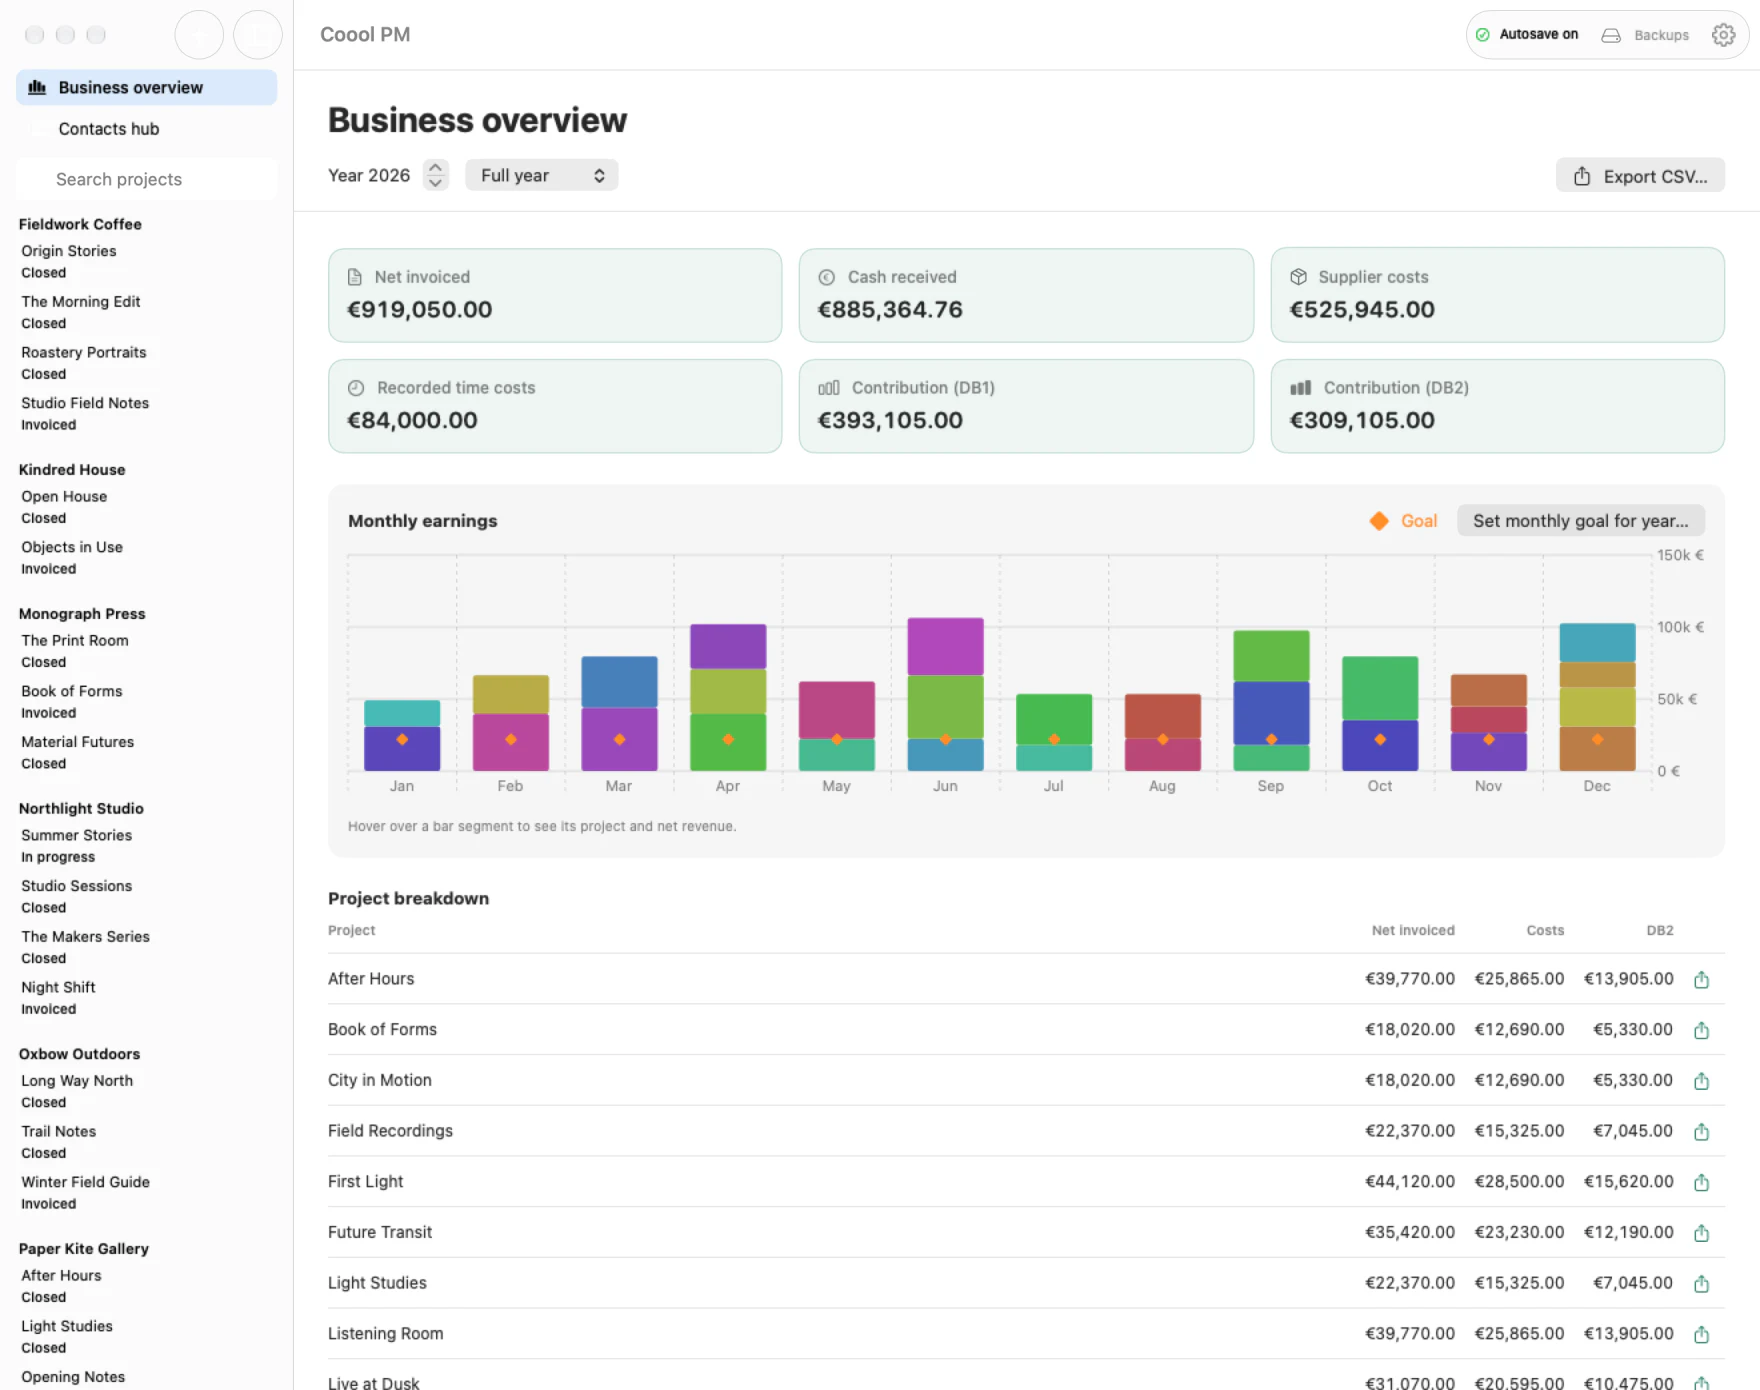 Coool PM
Autosave on
Backups
Business overview
Contacts hub
Search projects
Fieldwork Coffee
Origin Stories
Closed
The Morning Edit
Closed
Roastery Portraits
Closed
Studio Field Notes
Invoiced
Kindred House
Open House
Closed
Objects in Use
Invoiced
Monograph Press
The Print Room
Closed
Book of Forms
Invoiced
Material Futures
Closed
Northlight Studio
Summer Stories
In progress
Studio Sessions
Closed
The Makers Series
Closed
Night Shift
Invoiced
Oxbow Outdoors
Long Way North
Closed
Trail Notes
Closed
Winter Field Guide
Invoiced
Paper Kite Gallery
After Hours
Closed
Light Studies
Closed
Opening Notes
Business overview
Year 2026
Full year
Export CSV...
Net invoiced
€919,050.00
Cash received
€885,364.76
Supplier costs
€525,945.00
Recorded time costs
€84,000.00
Contribution (DB1)
€393,105.00
Contribution (DB2)
€309,105.00
Monthly earnings
Goal
Set monthly goal for year...
150k €
100k €
50k €
0 €
Jan Feb Mar Apr May Jun Jul Aug Sep Oct Nov Dec
Hover over a bar segment to see its project and net revenue.
Project breakdown
Project Net invoiced Costs DB2
After Hours €39,770.00 €25,865.00 €13,905.00
Book of Forms €18,020.00 €12,690.00 €5,330.00
City in Motion €18,020.00 €12,690.00 €5,330.00
Field Recordings €22,370.00 €15,325.00 €7,045.00
First Light €44,120.00 €28,500.00 €15,620.00
Future Transit €35,420.00 €23,230.00 €12,190.00
Light Studies €22,370.00 €15,325.00 €7,045.00
Listening Room €39,770.00 €25,865.00 €13,905.00
Live at Dusk €31,070.00 €20,595.00 €10,475.00